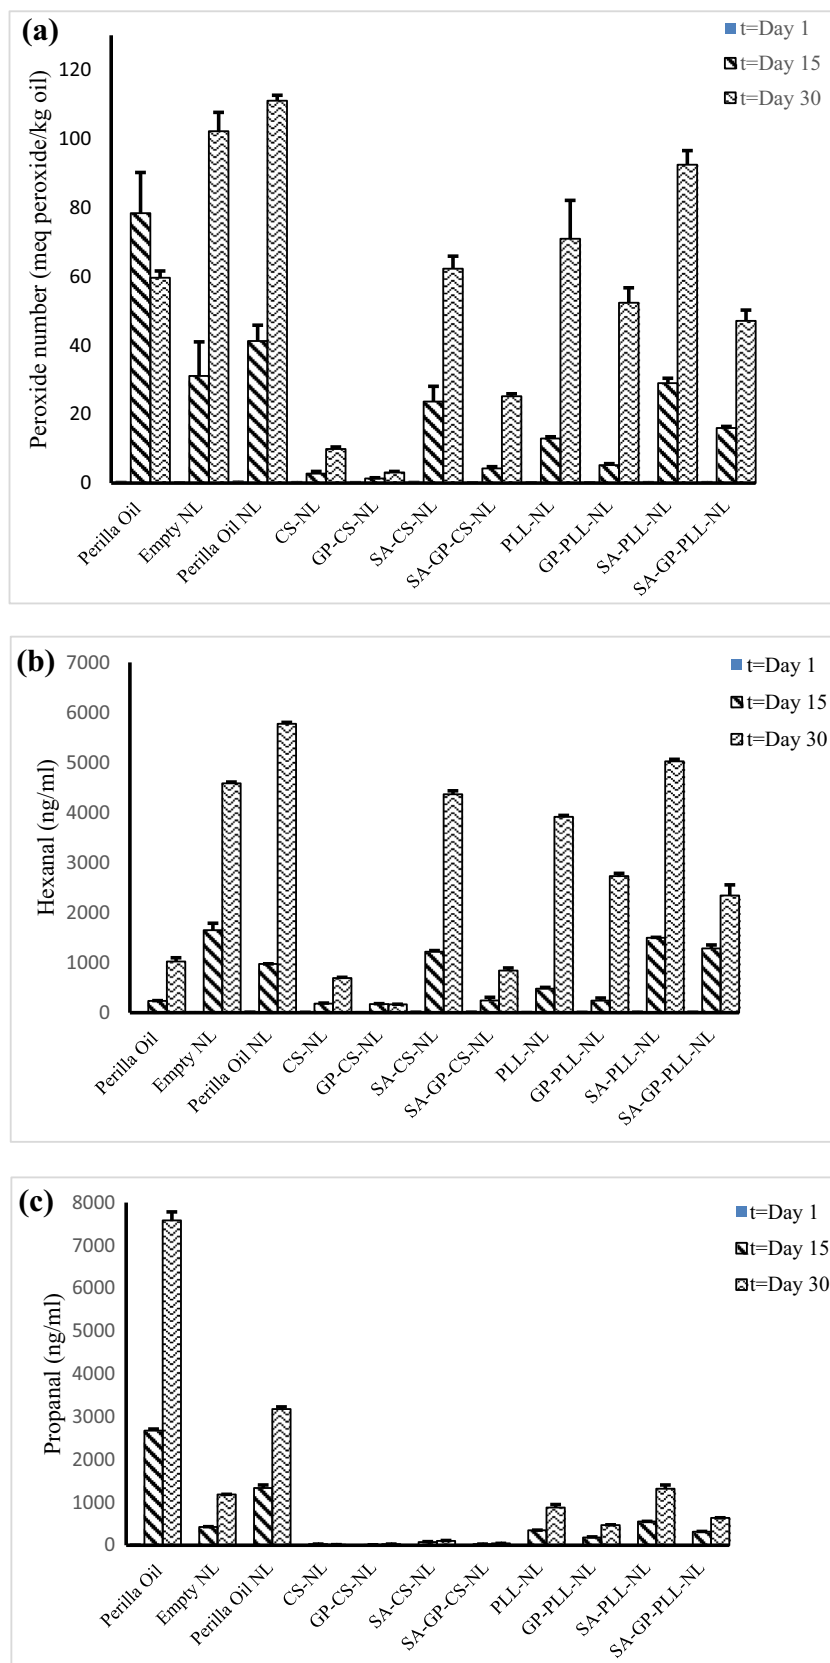 (a)
t=Day 1
t=Day 15
t=Day 30
Peroxide number (meq peroxide/kg oil)
120
100
80
60
40
20
0
Perilla Oil
Empty NL
Perilla Oil NL
CS-NL
GP-CS-NL
SA-CS-NL
SA-GP-CS-NL
PLL-NL
GP-PLL-NL
SA-PLL-NL
SA-GP-PLL-NL
(b)
t=Day 1
t=Day 15
t=Day 30
Hexanal (ng/ml)
7000
6000
5000
4000
3000
2000
1000
0
Perilla Oil
Empty NL
Perilla Oil NL
CS-NL
GP-CS-NL
SA-CS-NL
SA-GP-CS-NL
PLL-NL
GP-PLL-NL
SA-PLL-NL
SA-GP-PLL-NL
(c)
t=Day 1
t=Day 15
t=Day 30
Propanal (ng/ml)
8000
7000
6000
5000
4000
3000
2000
1000
0
Perilla Oil
Empty NL
Perilla Oil NL
CS-NL
GP-CS-NL
SA-CS-NL
SA-GP-CS-NL
PLL-NL
GP-PLL-NL
SA-PLL-NL
SA-GP-PLL-NL